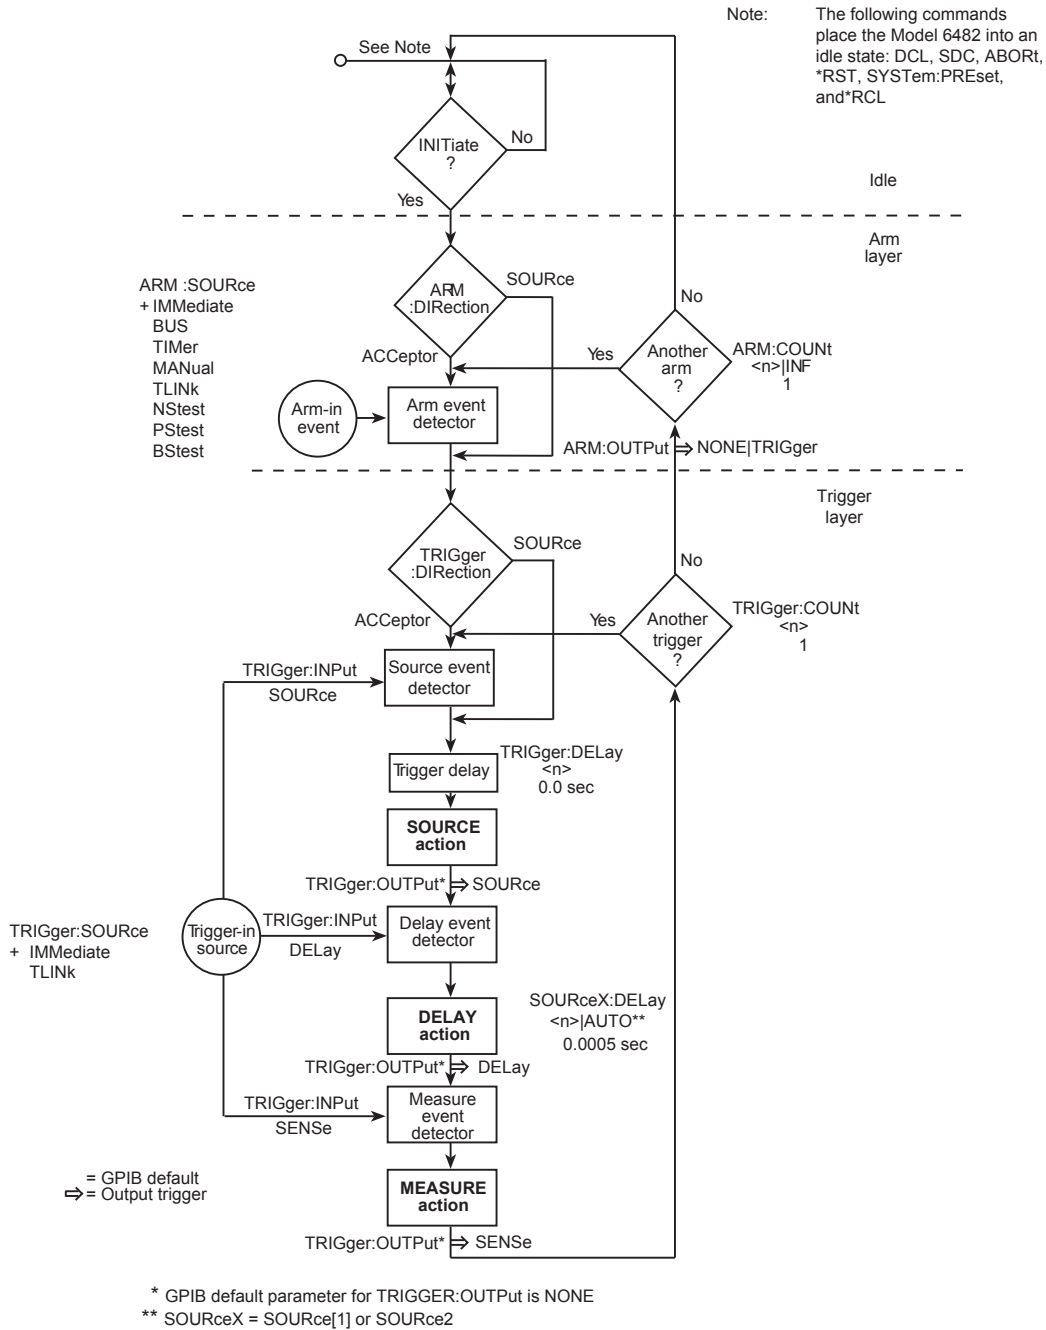 Note: The following commands
place the Model 6482 into an
idle state: DCL, SDC, ABORt,
*RST, SYSTem:PREset,
and*RCL
See Note
INITiate
?
No
Yes
Idle
Arm
layer
ARM :SOURce
+ IMMediate
BUS
TIMer
MANual
TLINk
NStest
PStest
BStest
ARM
:DIRection
SOURce
ACCeptor
No
Yes
Another
arm
?
ARM:COUNt
<n>|INF
1
Arm-in
event
Arm event
detector
ARM:OUTPut ⇒ NONE|TRIGger
Trigger
layer
TRIGger
:DIRection
SOURce
ACCeptor
No
Yes
Another
trigger
?
TRIGger:COUNt
<n>
1
TRIGger:INPut
SOURce
Source event
detector
Trigger delay
TRIGger:DELay
<n>
0.0 sec
SOURCE
action
TRIGger:OUTPut* ⇒ SOURce
TRIGger:SOURce
+ IMMediate
TLINk
Trigger-in
source
TRIGger:INPut
DELay
Delay event
detector
DELAY
action
SOURceX:DELay
<n>|AUTO**
0.0005 sec
TRIGger:OUTPut* ⇒ DELay
TRIGger:INPut
SENSe
Measure
event
detector
MEASURE
action
= GPIB default
⇒ = Output trigger
TRIGger:OUTPut* ⇒ SENSe
* GPIB default parameter for TRIGGER:OUTPut is NONE
** SOURceX = SOURce[1] or SOURce2